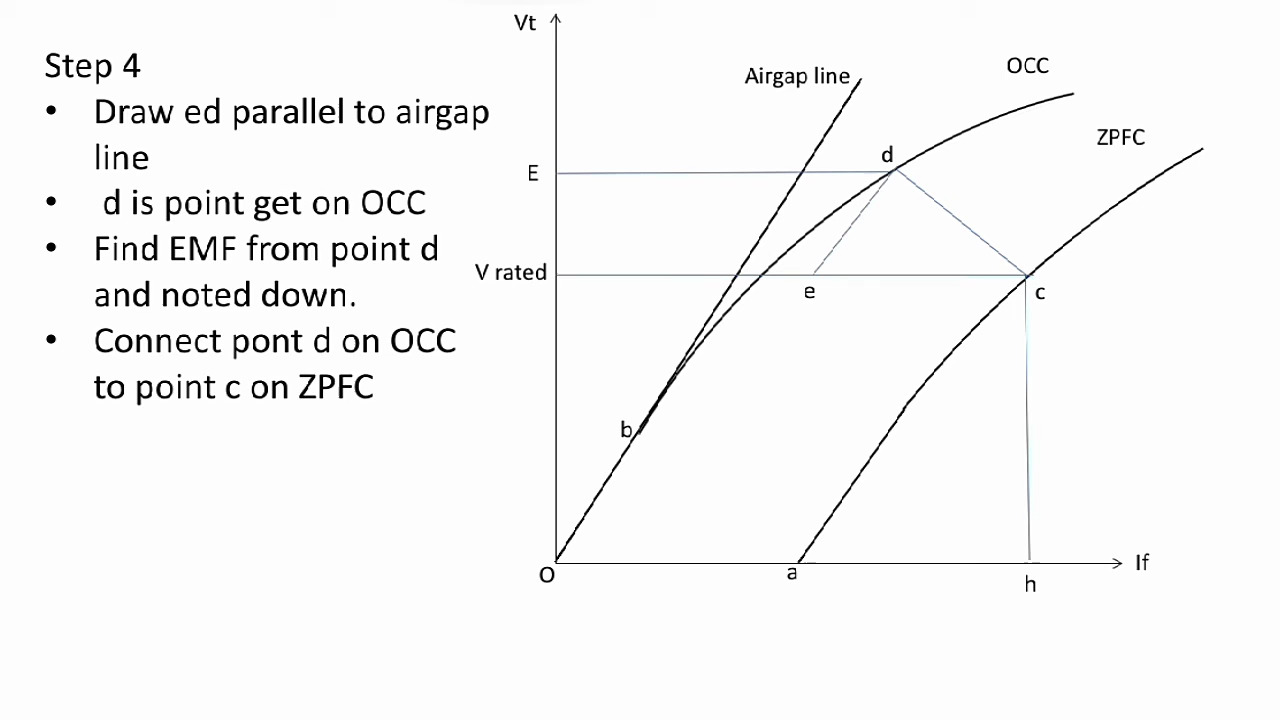 Step 4
• Draw ed parallel to airgap
line
• d is point get on OCC
• Find EMF from point d
and noted down.
• Connect pont d on OCC
to point c on ZPFC
Vt
Airgap line
OCC
ZPFC
d
E
V rated
e
c
b
O
a
h
If